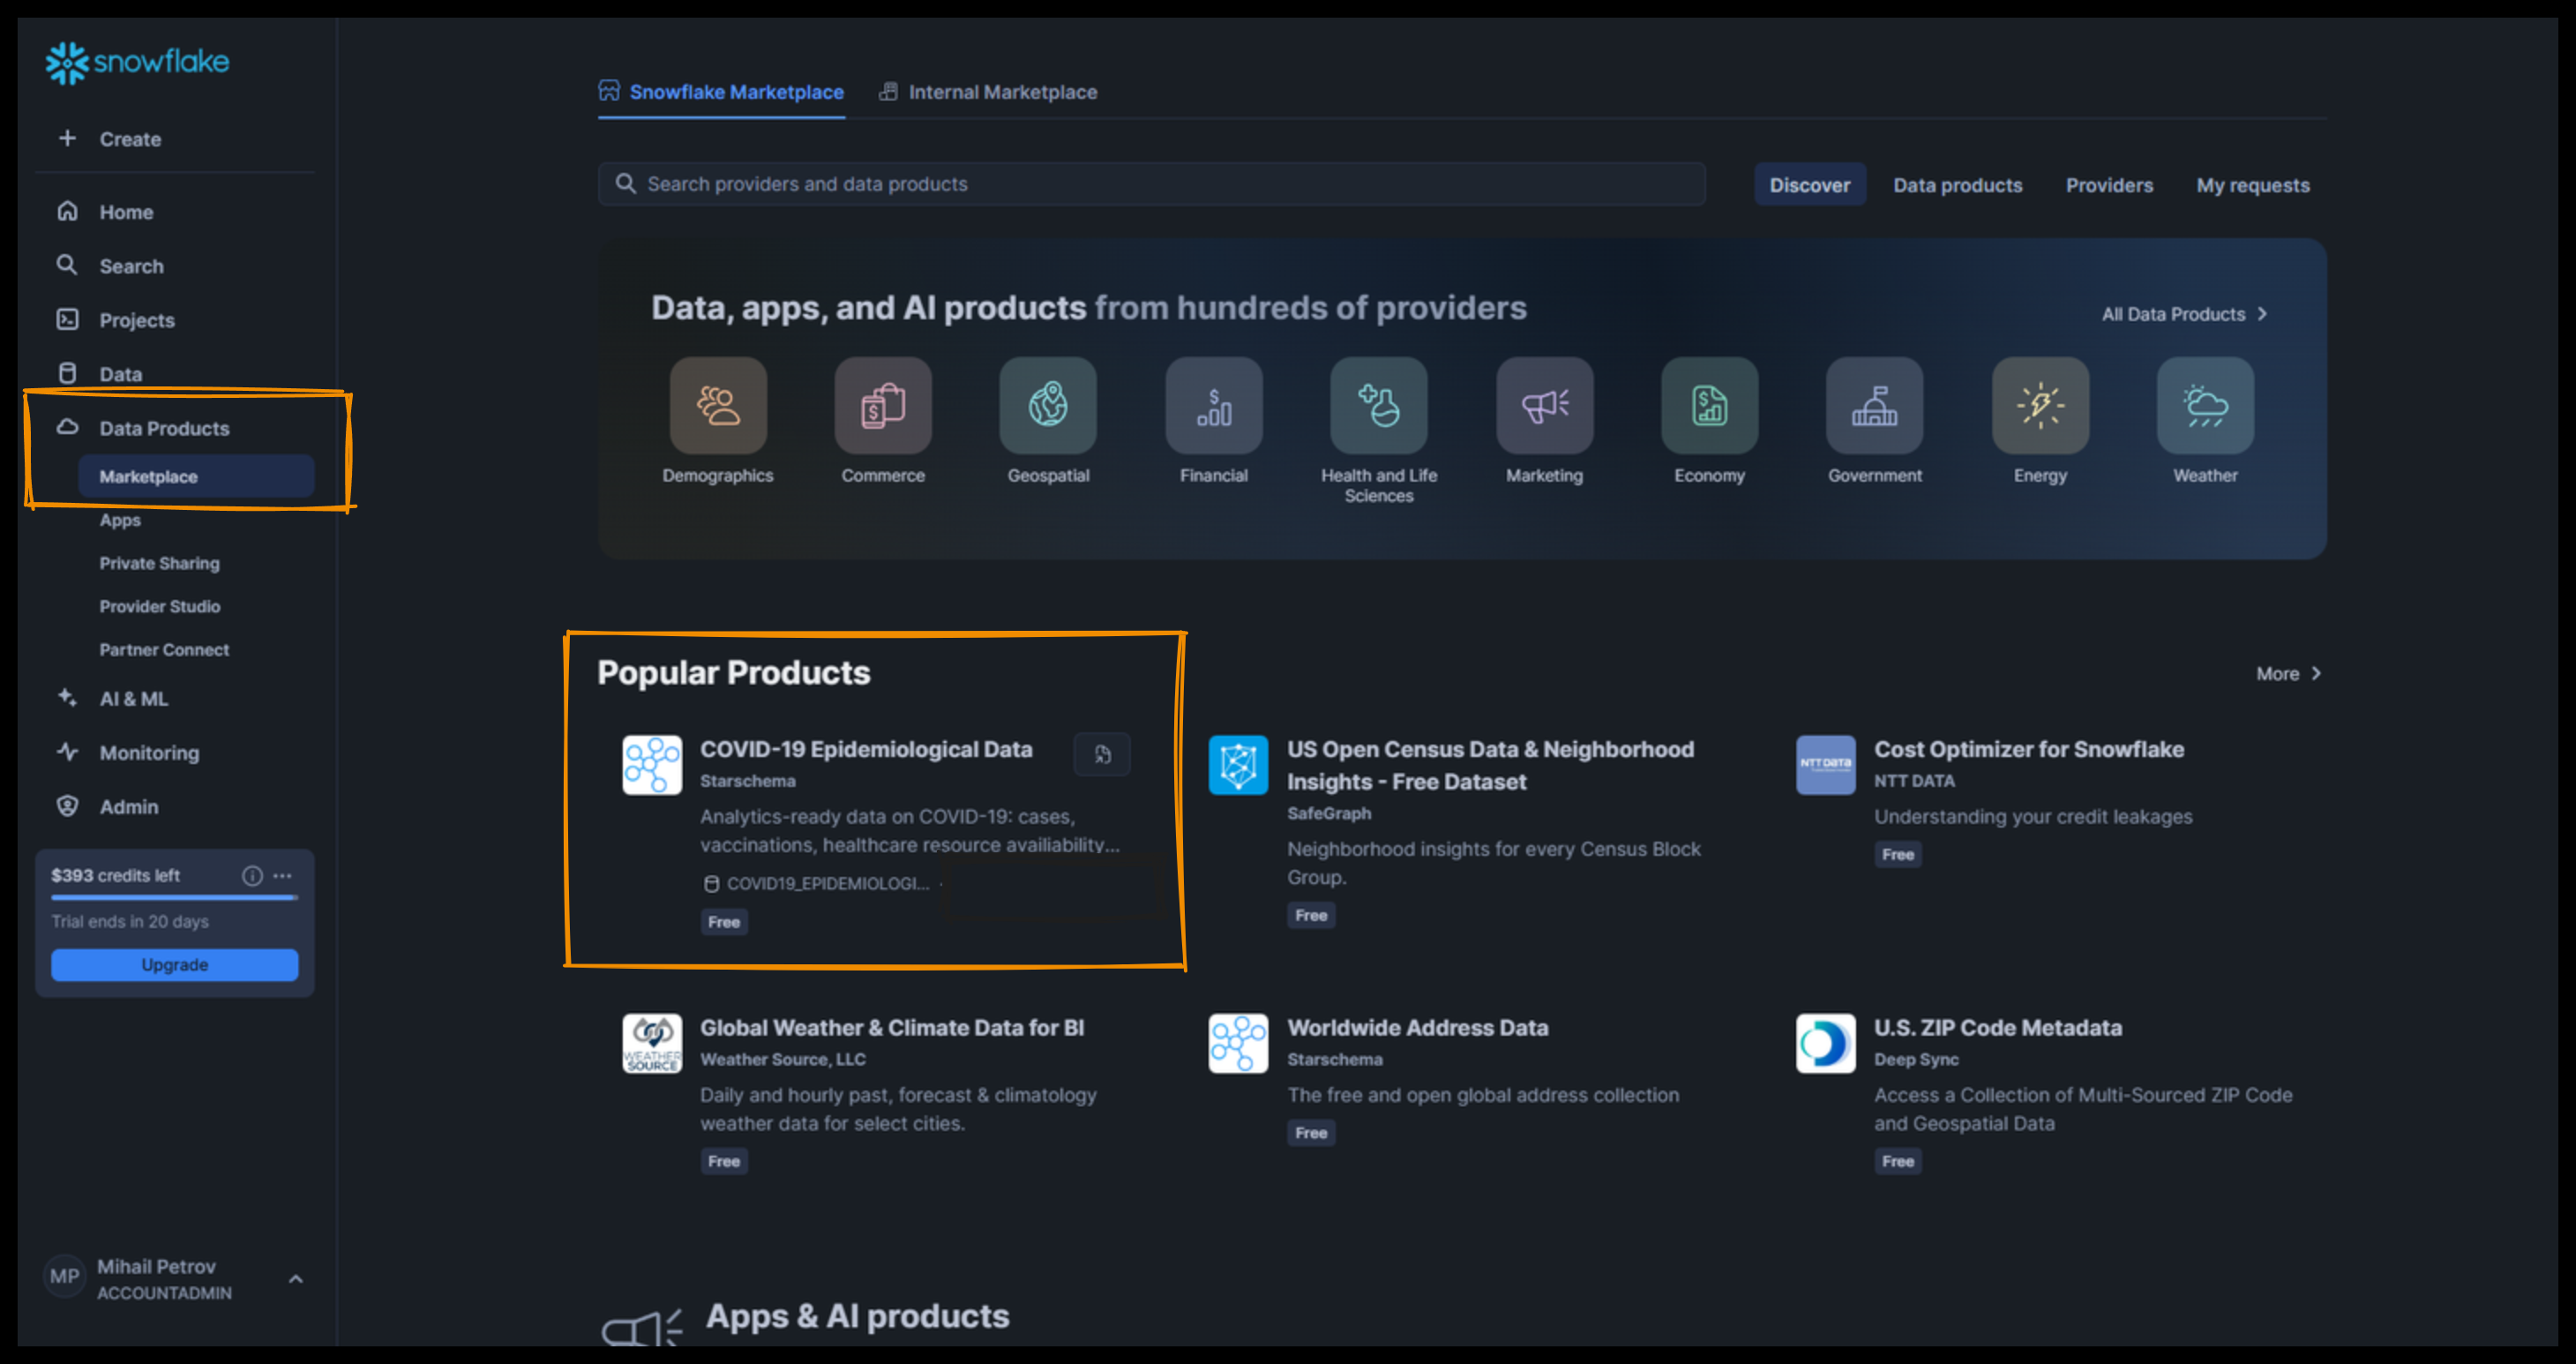 snowflake
Create
Home
Search
Projects
Data
Data Products
Marketplace
Apps
Private Sharing
Provider Studio
Partner Connect
AI & ML
Monitoring
Admin
$393 credits left
Trial ends in 20 days
Upgrade
MP
Mihail Petrov
ACCOUNTADMIN
Snowflake Marketplace
Internal Marketplace
Search providers and data products
Discover
Data products
Providers
My requests
Data, apps, and AI products from hundreds of providers
All Data Products
Demographics
Commerce
Geospatial
Financial
Health and Life
Sciences
Marketing
Economy
Government
Energy
Weather
Popular Products
More
COVID-19 Epidemiological Data
Starschema
Analytics-ready data on COVID-19: cases,
vaccinations, healthcare resource availiability...
COVID19_EPIDEMIOLOGI...
Free
US Open Census Data & Neighborhood
Insights - Free Dataset
SafeGraph
Neighborhood insights for every Census Block
Group.
Free
NTT DATA
Cost Optimizer for Snowflake
NTT DATA
Understanding your credit leakages
Free
WEATHER
SOURCE
Global Weather & Climate Data for BI
Weather Source, LLC
Daily and hourly past, forecast & climatology
weather data for select cities.
Free
Worldwide Address Data
Starschema
The free and open global address collection
Free
U.S. ZIP Code Metadata
Deep Sync
Access a Collection of Multi-Sourced ZIP Code
and Geospatial Data
Free
Apps & AI products